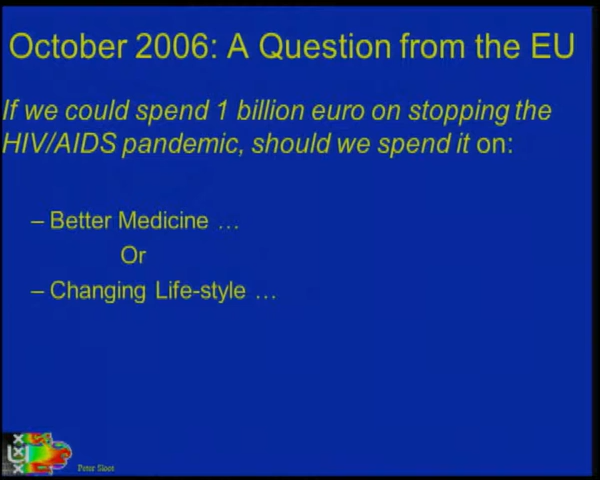 October 2006: A Question from the EU
If we could spend 1 billion euro on stopping the
HIV/AIDS pandemic, should we spend it on:
– Better Medicine ...
Or
– Changing Life-style ...
Peter Sloot